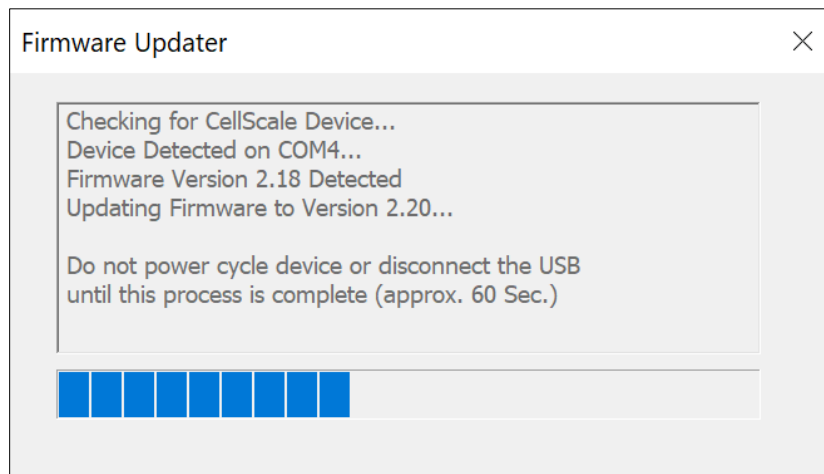 Firmware Updater
Checking for CellScale Device...
Device Detected on COM4...
Firmware Version 2.18 Detected
Updating Firmware to Version 2.20...
Do not power cycle device or disconnect the USB
until this process is complete (approx. 60 Sec.)